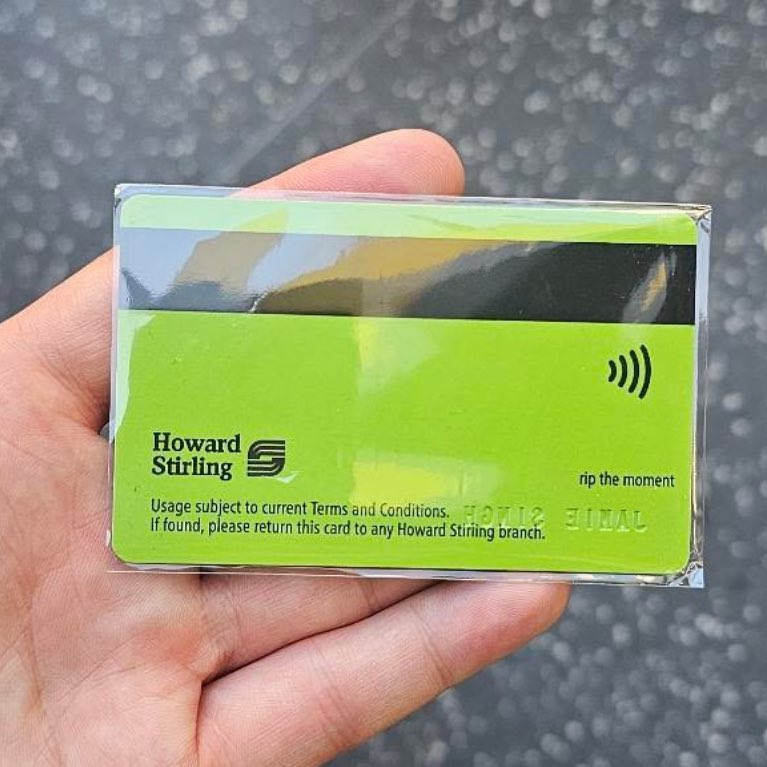 Howard
Stirling
rip the moment
Usage subject to current Terms and Conditions.
If found, please return this card to any Howard Stirling branch.
SINGH